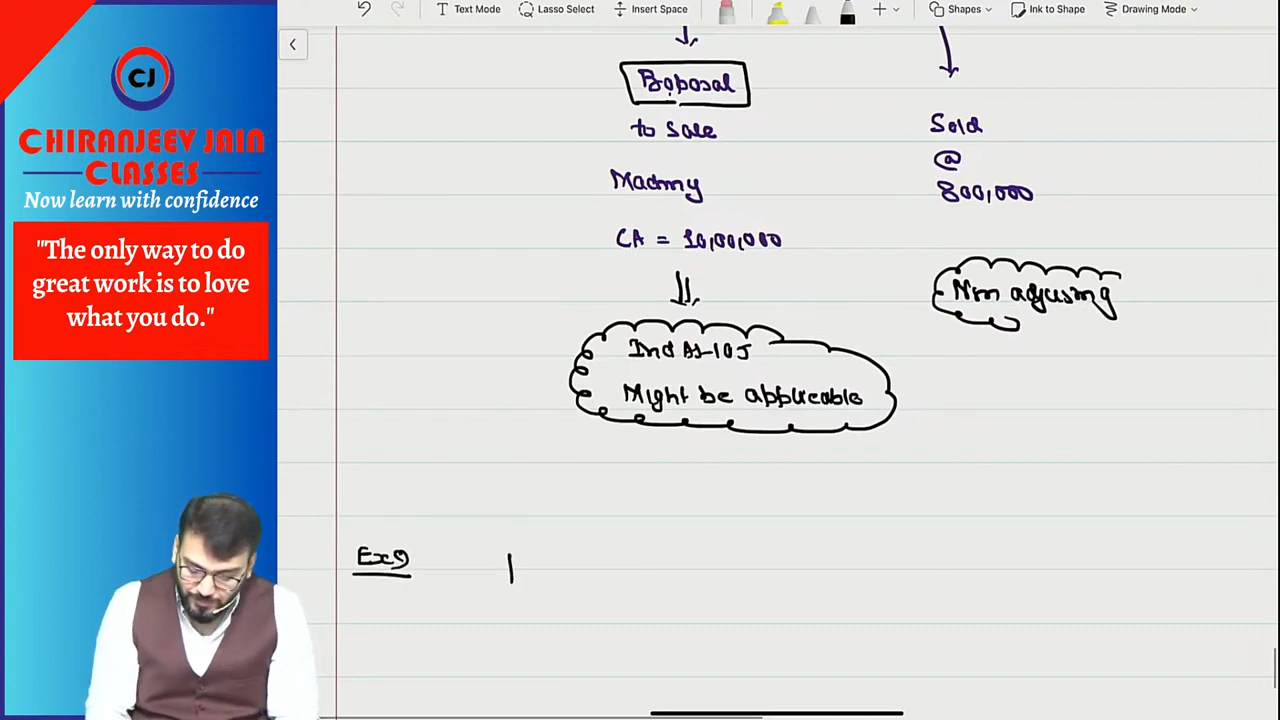 Text Mode
Lasso Select
Insert Space
Shapes
Ink to Shape
Drawing Mode
CJ
CHIRANJEEV JAIN
CLASSES
Now learn with confidence
"The only way to do
great work is to love
what you do."
Proposal
to sale
CA = 10,00,000
Sold
@
800,000
Non adjusting
Ind AS-105
Might be applicable
Ex 9